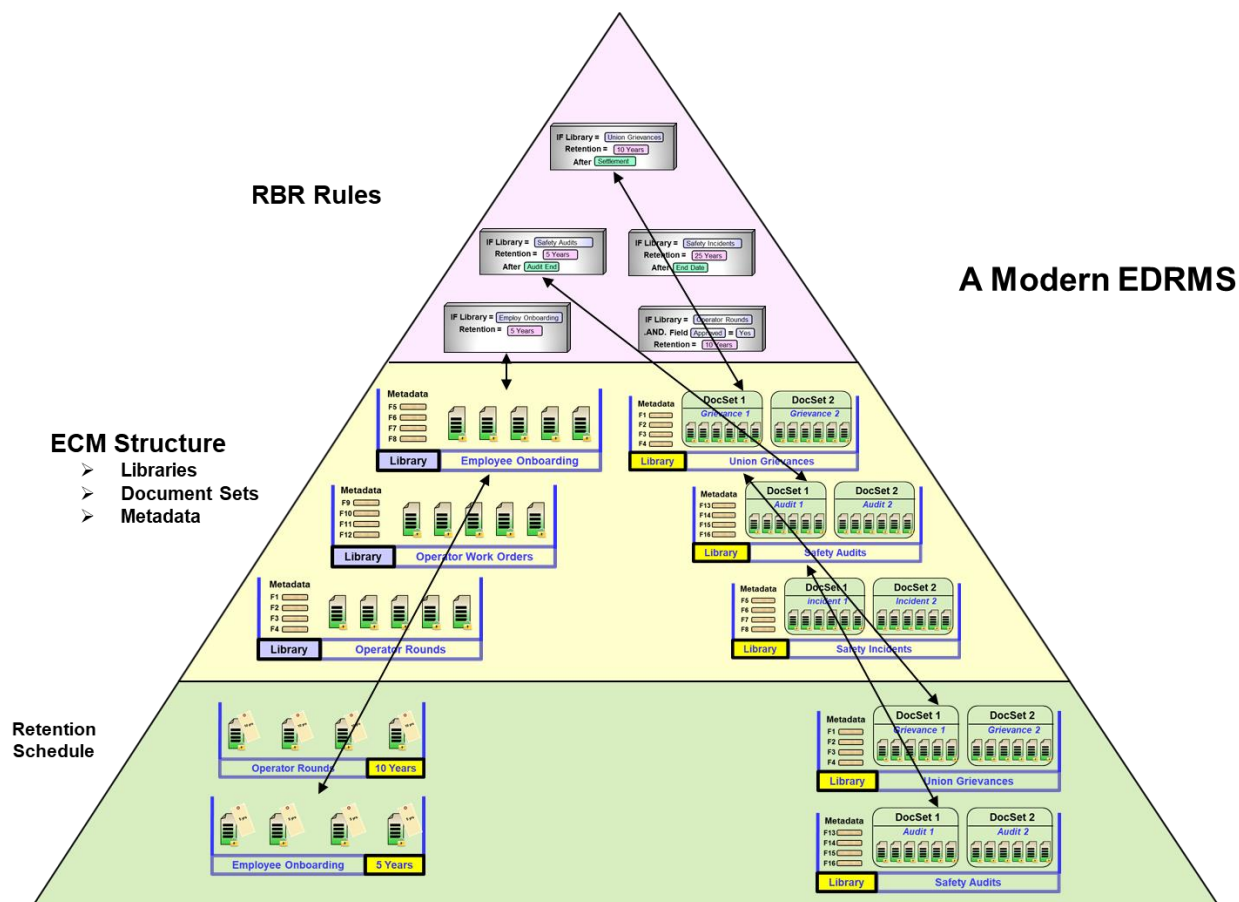 IF Library = Union Grievances
Retention = 10 Years
After Settlement
RBR Rules
IF Library = Safety Audits
Retention = 5 Years
After Audit End
IF Library = Safety Incidents
Retention = 25 Years
After End Date
A Modern EDRMS
IF Library = Employ Onboarding
Retention = 5 Years
IF Library = Operator Rounds
.AND. Field Approved = Yes
Retention = 10 Years
ECM Structure
Libraries
Document Sets
Metadata
Metadata
F5
F6
F7
F8
Library Employee Onboarding
Metadata
F1
F2
F3
F4
DocSet 1
Grievance 1
DocSet 2
Grievance 2
Library Union Grievances
Metadata
F9
F10
F11
F12
Library Operator Work Orders
Metadata
F13
F14
F15
F16
DocSet 1
Audit 1
DocSet 2
Audit 2
Library Safety Audits
Metadata
F1
F2
F3
F4
Library Operator Rounds
Metadata
F5
F6
F7
F8
DocSet 1
incident 1
DocSet 2
Incident 2
Library Safety Incidents
Retention
Schedule
Operator Rounds 10 Years
Employee Onboarding 5 Years
Metadata
F1
F2
F3
F4
DocSet 1
Grievance 1
DocSet 2
Grievance 2
Library Union Grievances
Metadata
F13
F14
F15
F16
DocSet 1
Audit 1
DocSet 2
Audit 2
Library Safety Audits